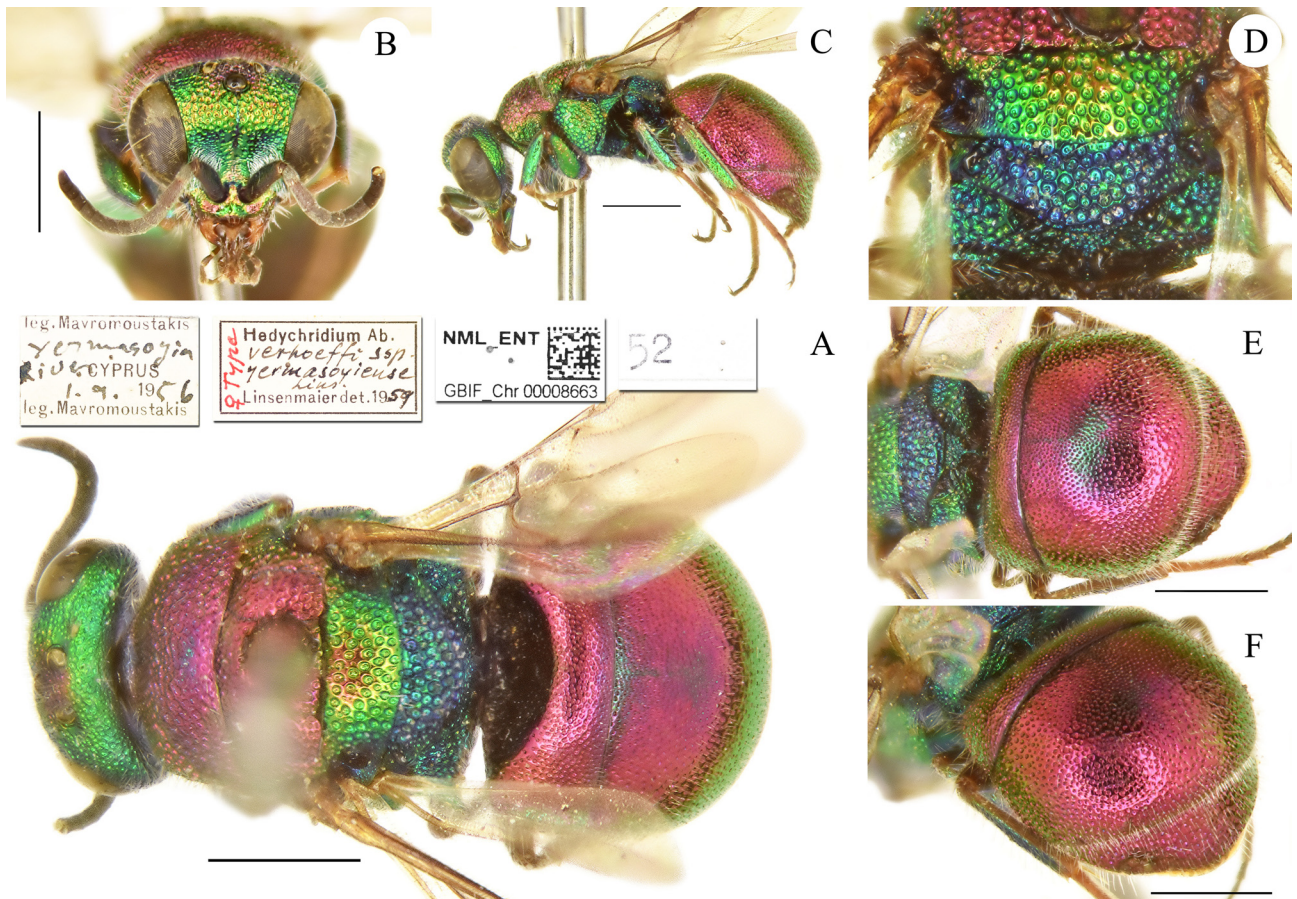 B
C
D
leg. Mavromoustakis
Yermasoyia
River CYPRUS
1. 9. 1956
leg. Mavromoustakis
♀ Type
Hedychridium Ab.
verhoeffi ssp.
yermasoyiense
Lins.
Linsenmaier det. 1959
NML_ENT
GBIF_Chr 00008663
52
A
E
F